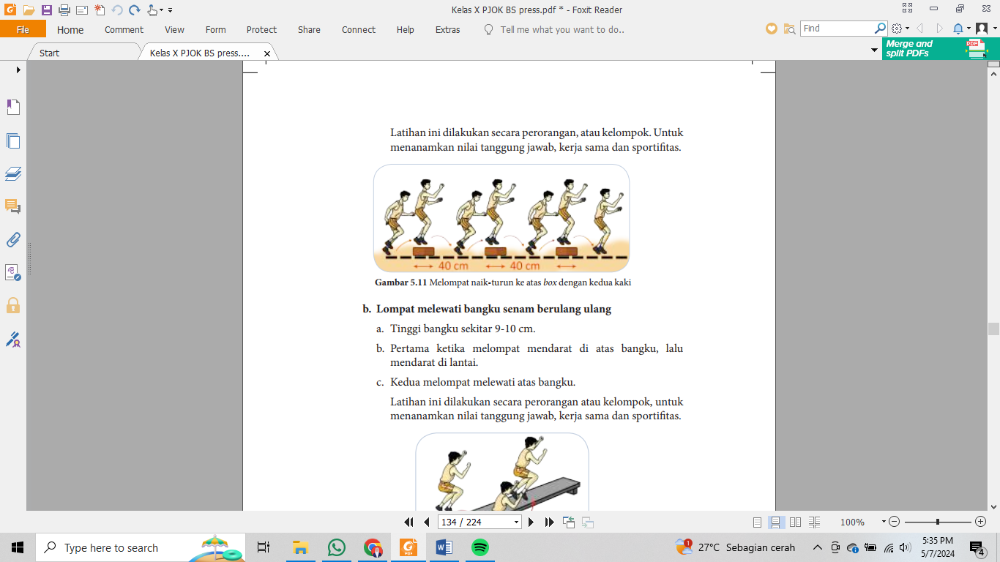 Kelas X PJOK BS press.pdf * - Foxit Reader
File Home Comment View Form Protect Share Connect Help Extras Tell me what you want to do.. Find
Start Kelas X PJOK BS press.... Merge and
split PDFs
PDF
Latihan ini dilakukan secara perorangan, atau kelompok. Untuk
menanamkan nilai tanggung jawab, kerja sama dan sportifitas.
40 cm 40 cm
Gambar 5.11 Melompat naik-turun ke atas box dengan kedua kaki
b. Lompat melewati bangku senam berulang ulang
a. Tinggi bangku sekitar 9-10 cm.
b. Pertama ketika melompat mendarat di atas bangku, lalu
mendarat di lantai.
c. Kedua melompat melewati atas bangku.
Latihan ini dilakukan secara perorangan atau kelompok, untuk
menanamkan nilai tanggung jawab, kerja sama dan sportifitas.
134 / 224 100%
Type here to search 27°C Sebagian cerah 5:35 PM
5/7/2024 4